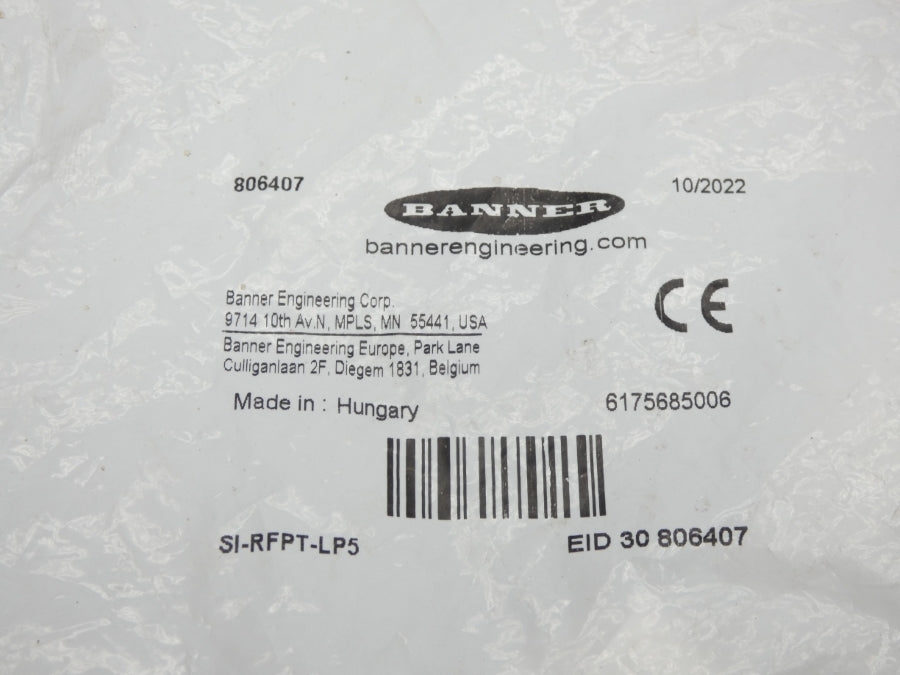 806407
BANNER
10/2022
bannerengineering.com
Banner Engineering Corp.
9714 10th Av.N, MPLS, MN 55441, USA
Banner Engineering Europe, Park Lane
Culliganlaan 2F, Diegem 1831, Belgium
CE
Made in : Hungary
6175685006
SI-RFPT-LP5
EID 30 806407